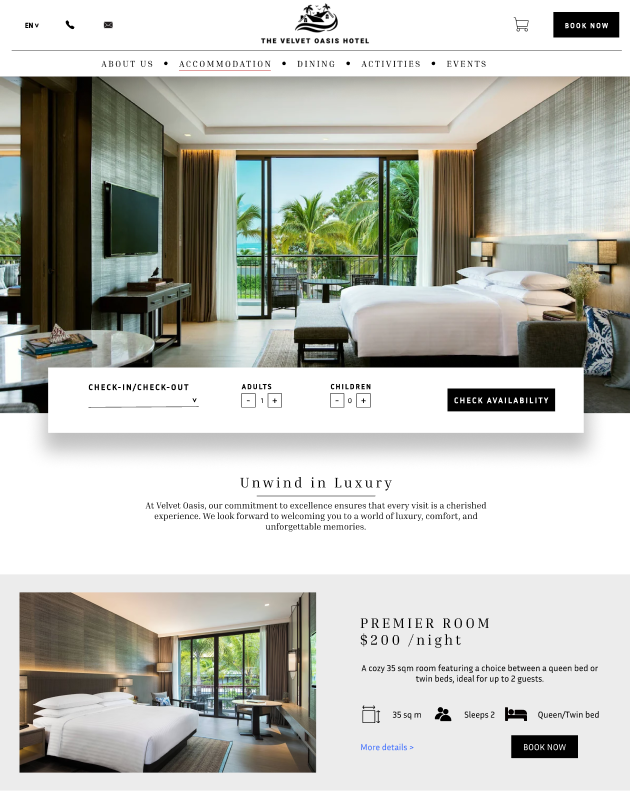 EN v
THE VELVET OASIS HOTEL
BOOK NOW
ABOUT US • ACCOMMODATION • DINING • ACTIVITIES • EVENTS
CHECK-IN/CHECK-OUT
v
ADULTS
- 1 +
CHILDREN
- 0 +
CHECK AVAILABILITY
Unwind in Luxury
At Velvet Oasis, our commitment to excellence ensures that every visit is a cherished
experience. We look forward to welcoming you to a world of luxury, comfort, and
unforgettable memories.
PREMIER ROOM
$200 /night
A cozy 35 sqm room featuring a choice between a queen bed or
twin beds, ideal for up to 2 guests.
35 sq m
Sleeps 2
Queen/Twin bed
More details >
BOOK NOW